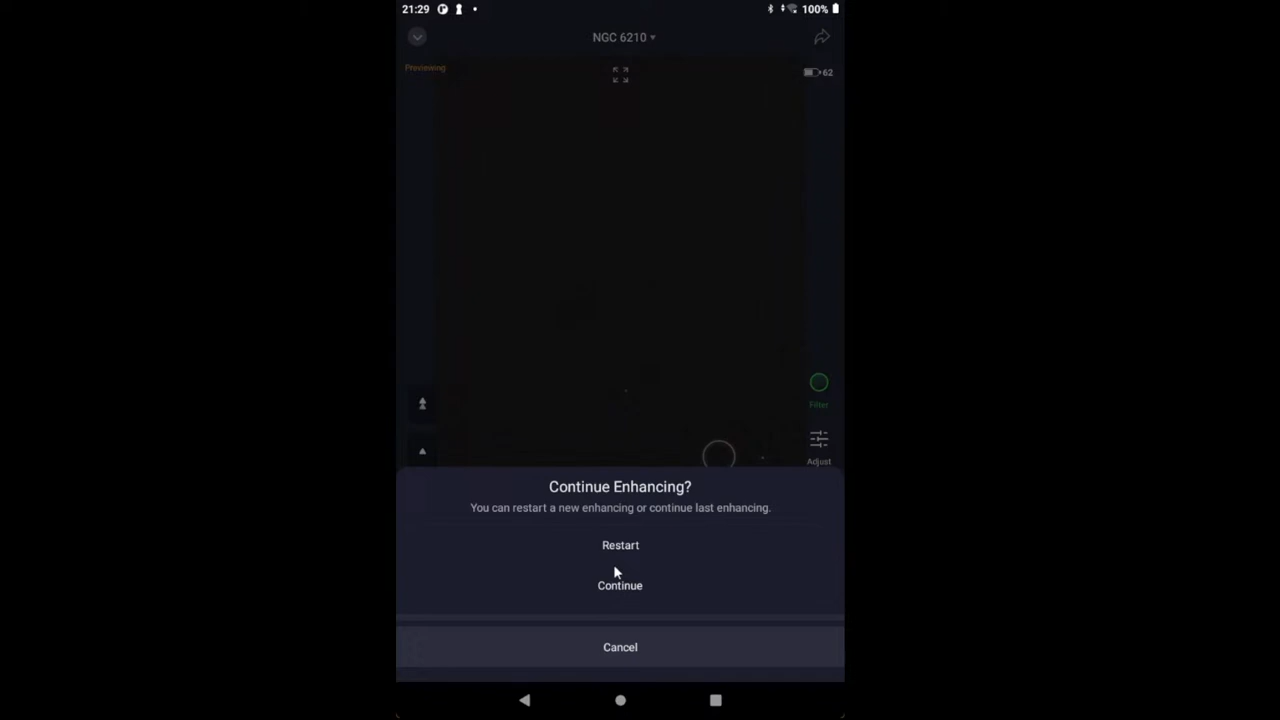 21:29
100%
NGC 6210
Previewing
62
Filter
Adjust
Continue Enhancing?
You can restart a new enhancing or continue last enhancing.
Restart
Continue
Cancel